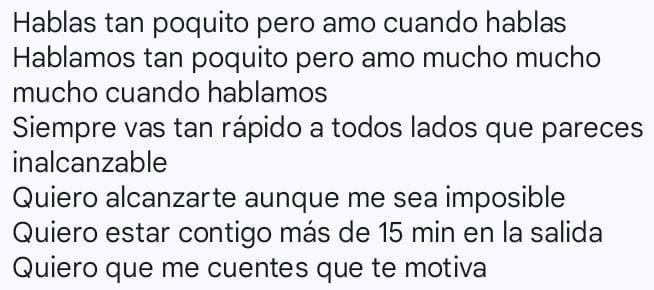 Hablas tan poquito pero amo cuando hablas
Hablamos tan poquito pero amo mucho mucho
mucho cuando hablamos
Siempre vas tan rápido a todos lados que pareces
inalcanzable
Quiero alcanzarte aunque me sea imposible
Quiero estar contigo más de 15 min en la salida
Quiero que me cuentes que te motiva